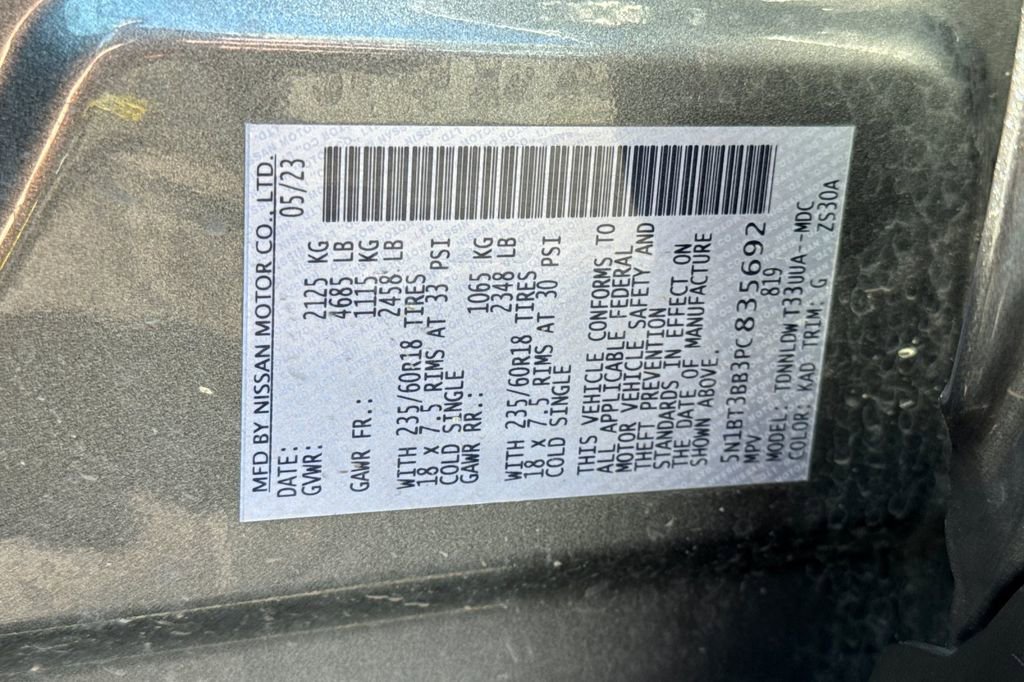 MFD BY NISSAN MOTOR CO., LTD.
DATE: 05/23
GVWR: 2125 KG
4685 LB
GAWR FR.: 1115 KG
2458 LB
WITH 235/60R18 TIRES
18 X 7.5 RIMS AT 33 PSI
COLD SINGLE
GAWR RR.: 1065 KG
2348 LB
WITH 235/60R18 TIRES
18 X 7.5 RIMS AT 30 PSI
COLD SINGLE
THIS VEHICLE CONFORMS TO
ALL APPLICABLE FEDERAL
MOTOR VEHICLE SAFETY AND
THEFT PREVENTION
STANDARDS IN EFFECT ON
THE DATE OF MANUFACTURE
SHOWN ABOVE.
5N1BT3BB3PC835692
MPV 819
MODEL: TONNLDW T33UUA--MDC
COLOR: KAD TRIM: G ZS30A